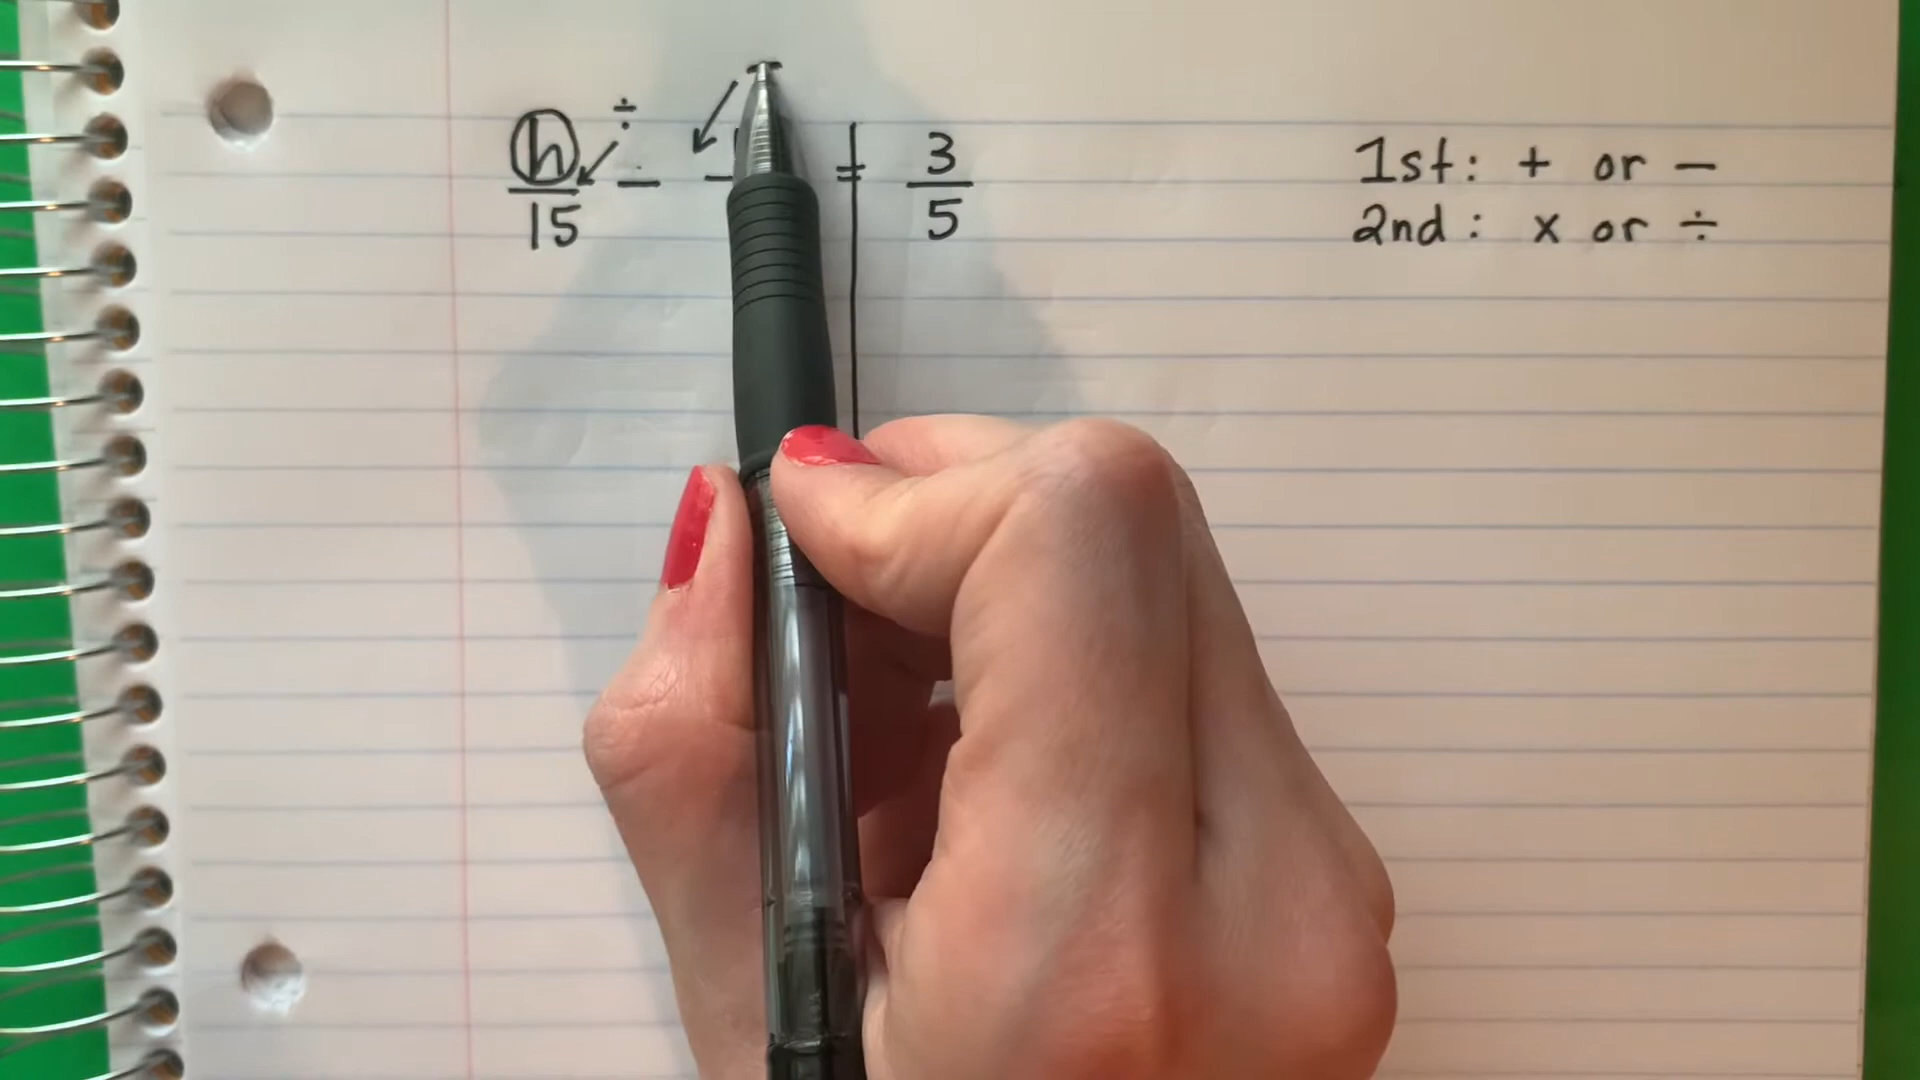 ÷
h/15 − = 3/5
1st: + or −
2nd: x or ÷